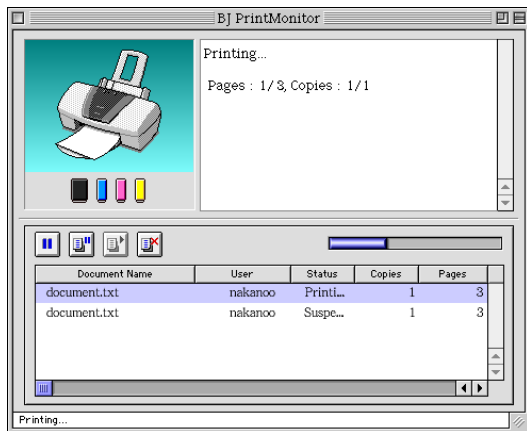 BJ PrintMonitor
Printing...
Pages : 1/3, Copies : 1/1
Document Name User Status Copies Pages
document.txt nakanoo Printi... 1 3
document.txt nakanoo Suspe... 1 3
Printing...